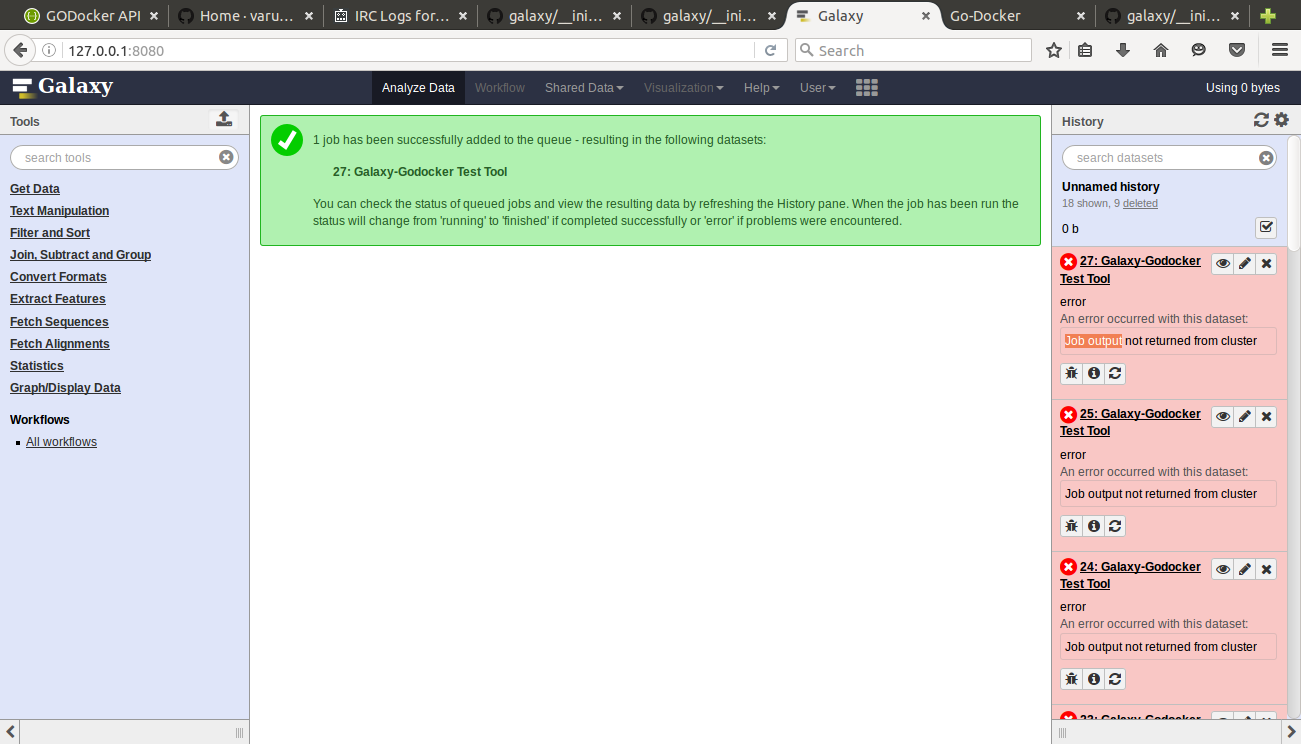 GODocker API
Home · varu…
IRC Logs for…
galaxy/__ini…
galaxy/__ini…
Galaxy
Go-Docker
galaxy/__ini…
127.0.0.1:8080
Search
Galaxy
Analyze Data
Workflow
Shared Data
Visualization
Help
User
Using 0 bytes
Tools
search tools
Get Data
Text Manipulation
Filter and Sort
Join, Subtract and Group
Convert Formats
Extract Features
Fetch Sequences
Fetch Alignments
Statistics
Graph/Display Data
Workflows
All workflows
1 job has been successfully added to the queue - resulting in the following datasets:
27: Galaxy-Godocker Test Tool
You can check the status of queued jobs and view the resulting data by refreshing the History pane. When the job has been run the
status will change from 'running' to 'finished' if completed successfully or 'error' if problems were encountered.
History
search datasets
Unnamed history
18 shown, 9 deleted
0 b
27: Galaxy-Godocker
Test Tool
error
An error occurred with this dataset:
Job output not returned from cluster
25: Galaxy-Godocker
Test Tool
error
An error occurred with this dataset:
Job output not returned from cluster
24: Galaxy-Godocker
Test Tool
error
An error occurred with this dataset:
Job output not returned from cluster
23: Galaxy-Godocker